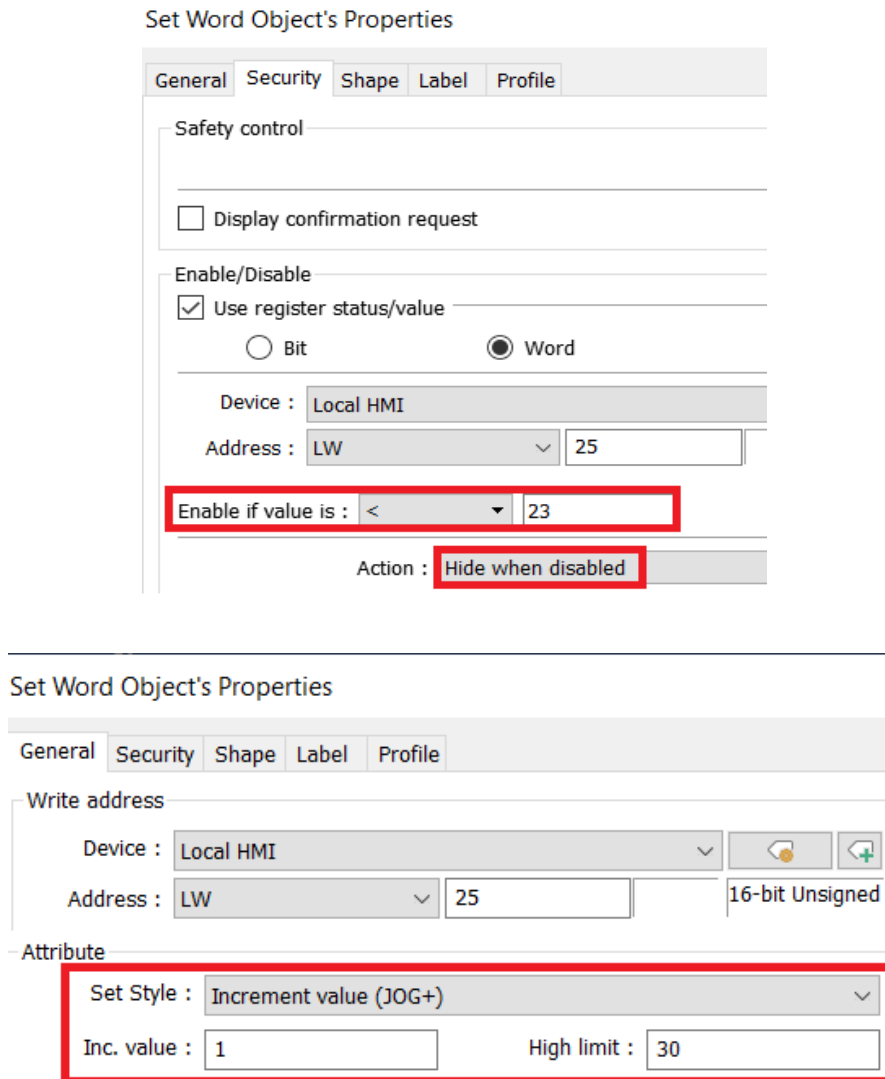 Set Word Object's Properties
General Security Shape Label Profile
Safety control
Display confirmation request
Enable/Disable
Use register status/value
Bit Word
Device : Local HMI
Address : LW 25
Enable if value is : < 23
Action : Hide when disabled
Set Word Object's Properties
General Security Shape Label Profile
Write address
Device : Local HMI
Address : LW 25 16-bit Unsigned
Attribute
Set Style : Increment value (JOG+)
Inc. value : 1 High limit : 30